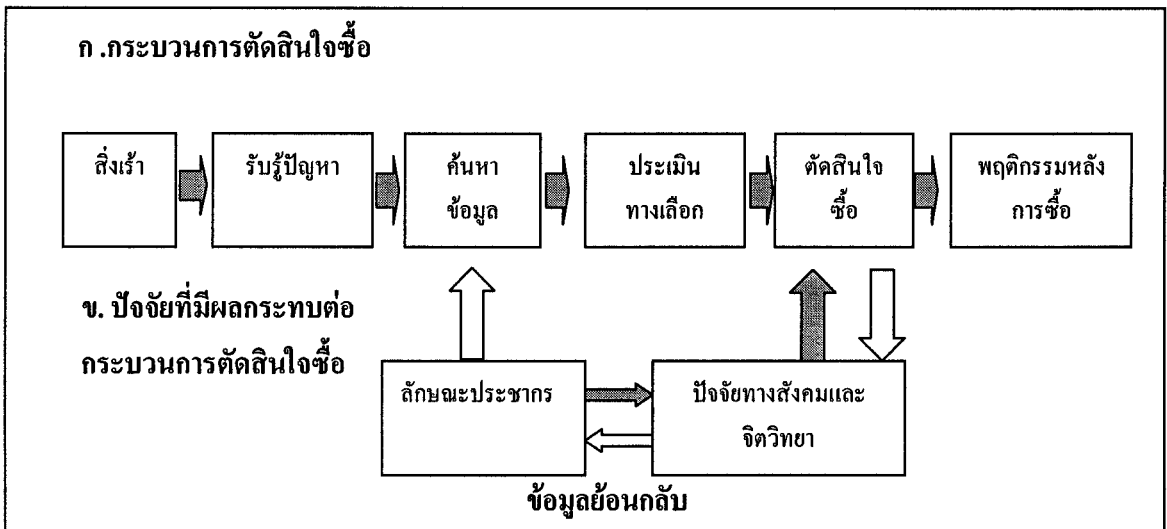 ก .กระบวนการตัดสินใจซื้อ
สิ่งเร้า
รับรู้ปัญหา
ค้นหา
ข้อมูล
ประเมิน
ทางเลือก
ตัดสินใจ
ซื้อ
พฤติกรรมหลัง
การซื้อ
ข. ปัจจัยที่มีผลกระทบต่อ
กระบวนการตัดสินใจซื้อ
ลักษณะประชากร
ปัจจัยทางสังคมและ
จิตวิทยา
ข้อมูลย้อนกลับ